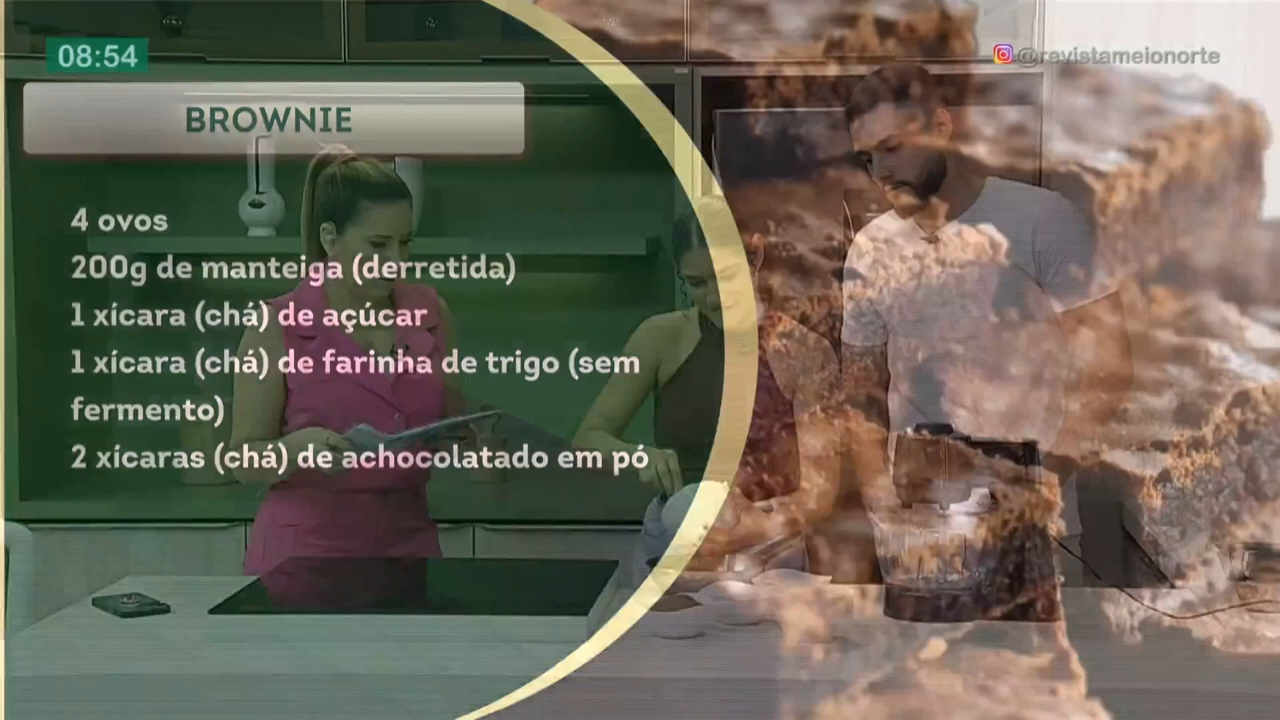 08:54
@revistameionorte
BROWNIE
4 ovos
200g de manteiga (derretida)
1 xícara (chá) de açúcar
1 xícara (chá) de farinha de trigo (sem
fermento)
2 xícaras (chá) de achocolatado em pó